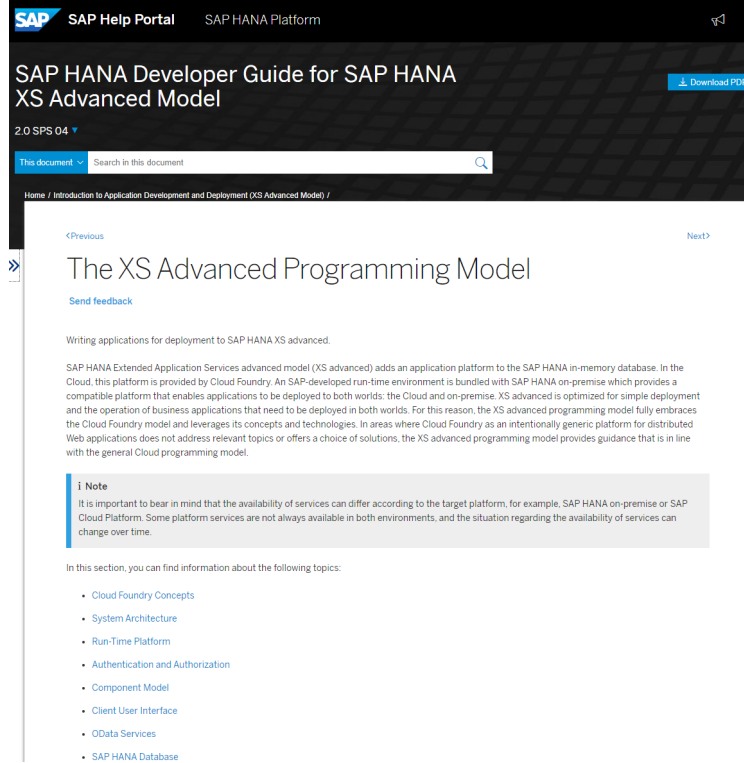 SAP SAP Help Portal SAP HANA Platform
SAP HANA Developer Guide for SAP HANA
XS Advanced Model
Download PDF
2.0 SPS 04
This document Search in this document
Home / Introduction to Application Development and Deployment (XS Advanced Model) /
<Previous Next>
The XS Advanced Programming Model
Send feedback
Writing applications for deployment to SAP HANA XS advanced.
SAP HANA Extended Application Services advanced model (XS advanced) adds an application platform to the SAP HANA in-memory database. In the
Cloud, this platform is provided by Cloud Foundry. An SAP-developed run-time environment is bundled with SAP HANA on-premise which provides a
compatible platform that enables applications to be deployed to both worlds: the Cloud and on-premise. XS advanced is optimized for simple deployment
and the operation of business applications that need to be deployed in both worlds. For this reason, the XS advanced programming model fully embraces
the Cloud Foundry model and leverages its concepts and technologies. In areas where Cloud Foundry as an intentionally generic platform for distributed
Web applications does not address relevant topics or offers a choice of solutions, the XS advanced programming model provides guidance that is in line
with the general Cloud programming model.
i Note
It is important to bear in mind that the availability of services can differ according to the target platform, for example, SAP HANA on-premise or SAP
Cloud Platform. Some platform services are not always available in both environments, and the situation regarding the availability of services can
change over time.
In this section, you can find information about the following topics:
• Cloud Foundry Concepts
• System Architecture
• Run-Time Platform
• Authentication and Authorization
• Component Model
• Client User Interface
• OData Services
• SAP HANA Database